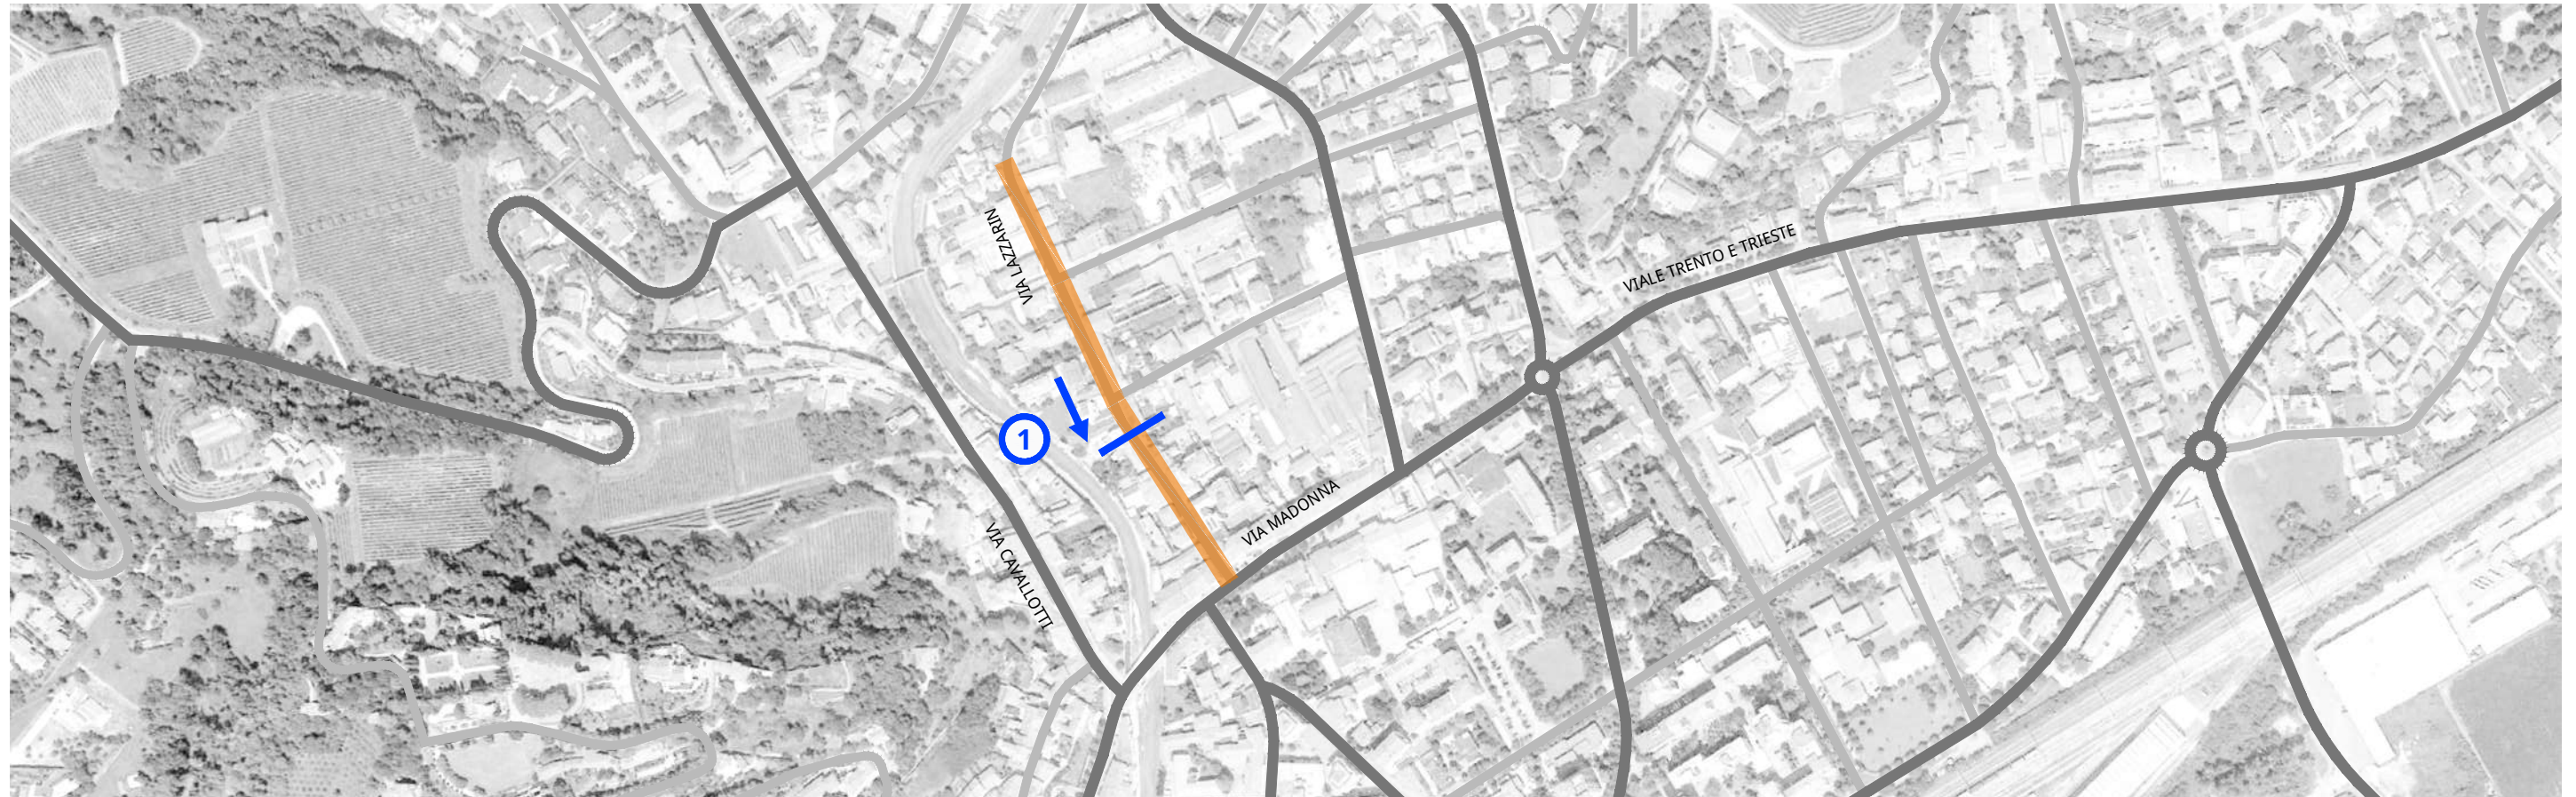 VIA LAZZARIN
VIALE TRENTO E TRIESTE
1
VIA MADONNA
VIA CAVALLOTTI